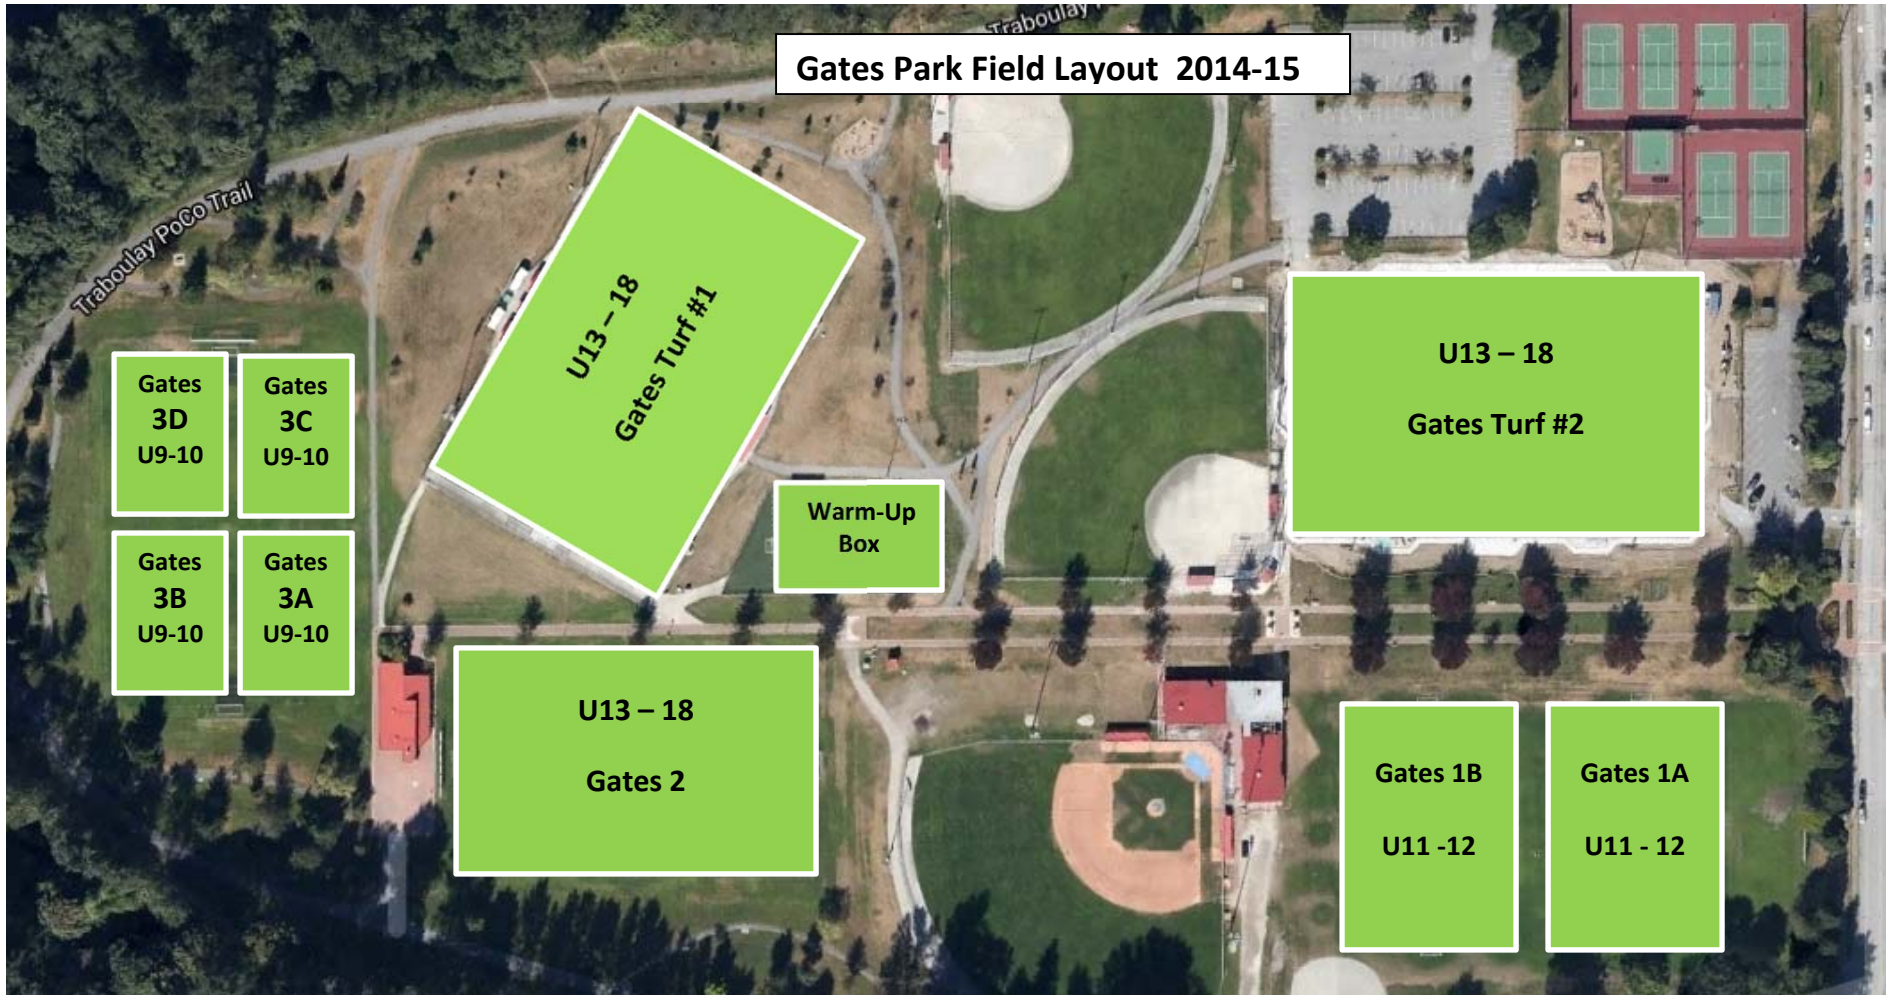 Traboulay
Gates Park Field Layout 2014-15
Traboulay PoCo Trail
U13 – 18
Gates Turf #1
U13 – 18
Gates Turf #2
Gates
3D
U9-10
Gates
3C
U9-10
Warm-Up
Box
Gates
3B
U9-10
Gates
3A
U9-10
U13 – 18
Gates 2
Gates 1B
U11 -12
Gates 1A
U11 - 12